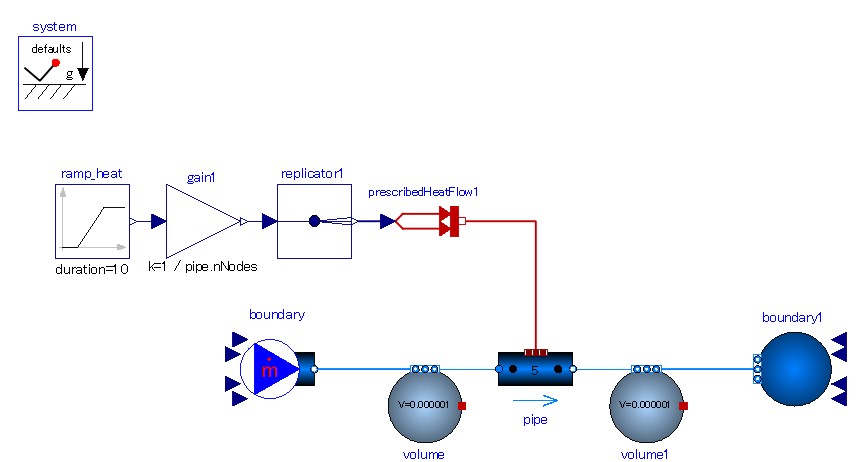 system
defaults
g
ramp_heat
gain1
replicator1
prescribedHeatFlow1
duration=10
k=1 / pipe.nNodes
boundary
boundary1
m
5
V=0.000001
V=0.000001
pipe
volume
volume1